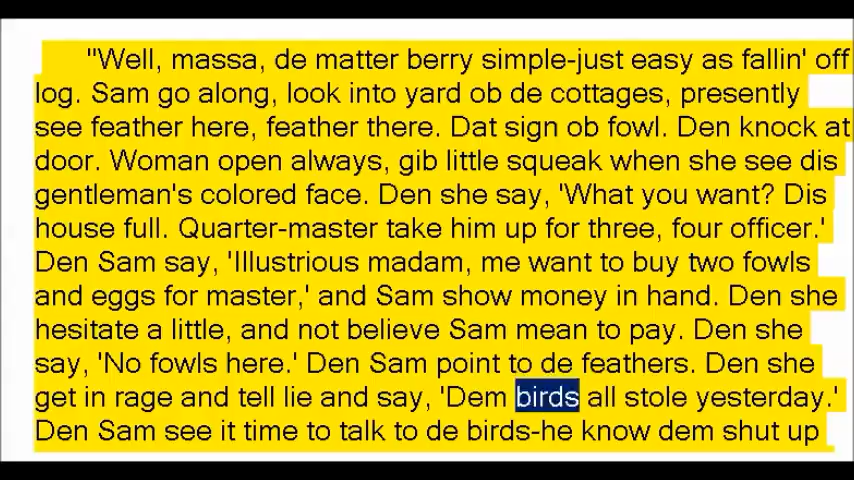 "Well, massa, de matter berry simple-just easy as fallin' off
log. Sam go along, look into yard ob de cottages, presently
see feather here, feather there. Dat sign ob fowl. Den knock at
door. Woman open always, gib little squeak when she see dis
gentleman's colored face. Den she say, 'What you want? Dis
house full. Quarter-master take him up for three, four officer.'
Den Sam say, 'Illustrious madam, me want to buy two fowls
and eggs for master,' and Sam show money in hand. Den she
hesitate a little, and not believe Sam mean to pay. Den she
say, 'No fowls here.' Den Sam point to de feathers. Den she
get in rage and tell lie and say, 'Dem birds all stole yesterday.'
Den Sam see it time to talk to de birds-he know dem shut up